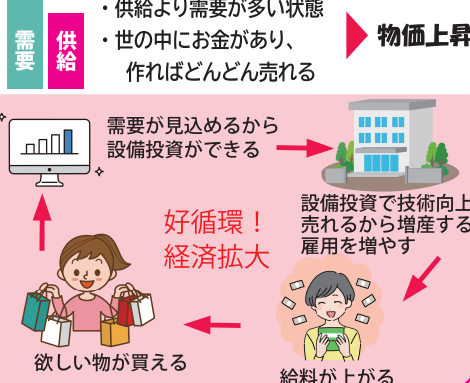 需要
供給
・供給より需要が多い状態
・世の中にお金があり、
作ればどんどん売れる
物価上昇
需要が見込めるから
設備投資ができる
設備投資で技術向上
売れるから増産する
雇用を増やす
好循環！
経済拡大
欲しい物が買える
給料が上がる